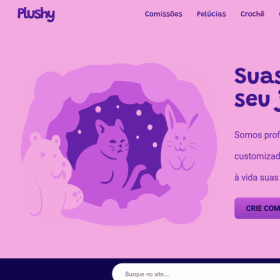 Plushy
Comissões Pelúcias Crochê
Suas
seu
Somos prof
customizad
à vida suas
CRIE COM
Busque no site...